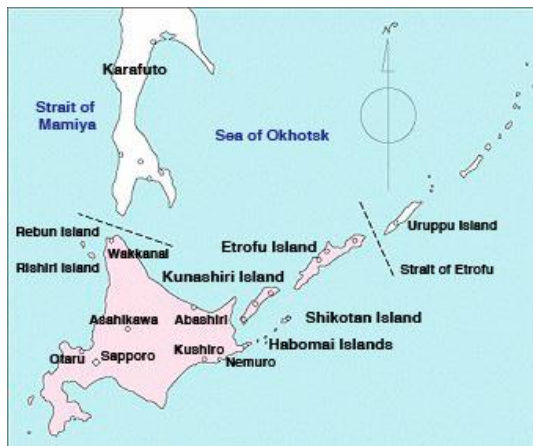 N
Karafuto
Strait of
Mamiya
Sea of Okhotsk
Uruppu Island
Rebun Island
Etrofu Island
Wakkanai
Rishiri Island
Strait of Etrofu
Kunashiri Island
Asahikawa
Abashiri
Shikotan Island
Habomai Islands
Otaru
Sapporo
Kushiro
Nemuro